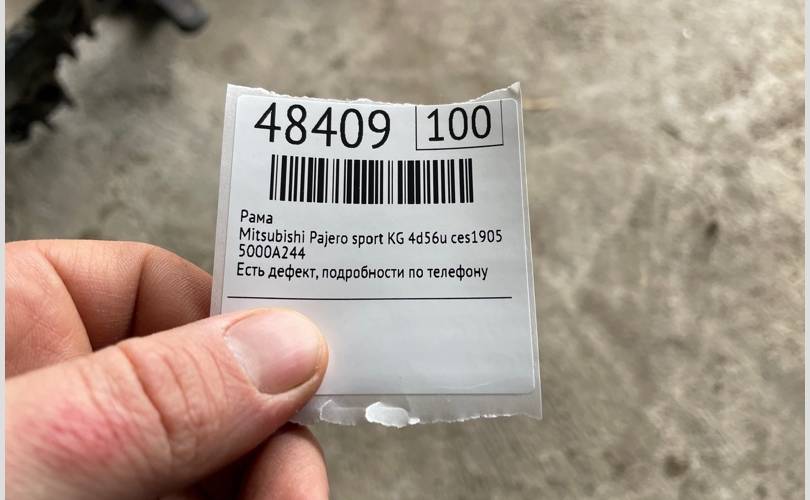 48409 100
Рама
Mitsubishi Pajero sport KG 4d56u ces1905
5000A244
Есть дефект, подробности по телефону